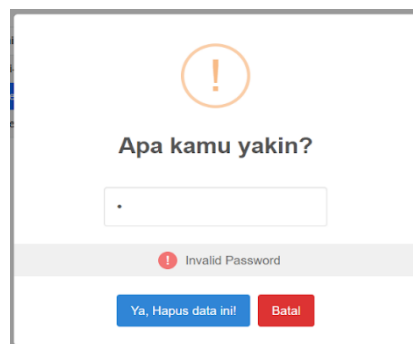 Apa kamu yakin?
•
Invalid Password
Ya, Hapus data ini!
Batal